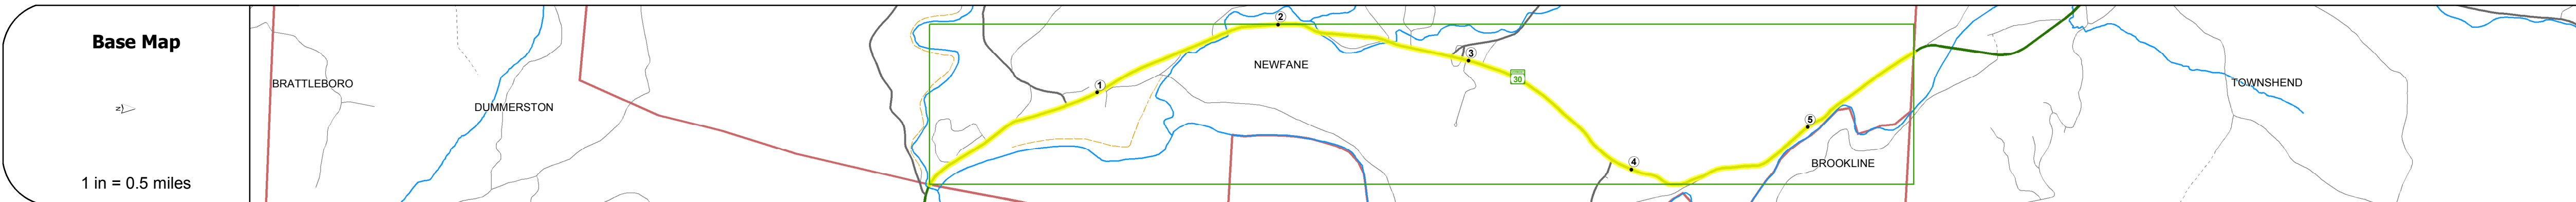 Base Map
N
1 in = 0.5 miles
BRATTLEBORO
DUMMERSTON
1
2
NEWFANE
3
30
4
5
BROOKLINE
TOWNSHEND